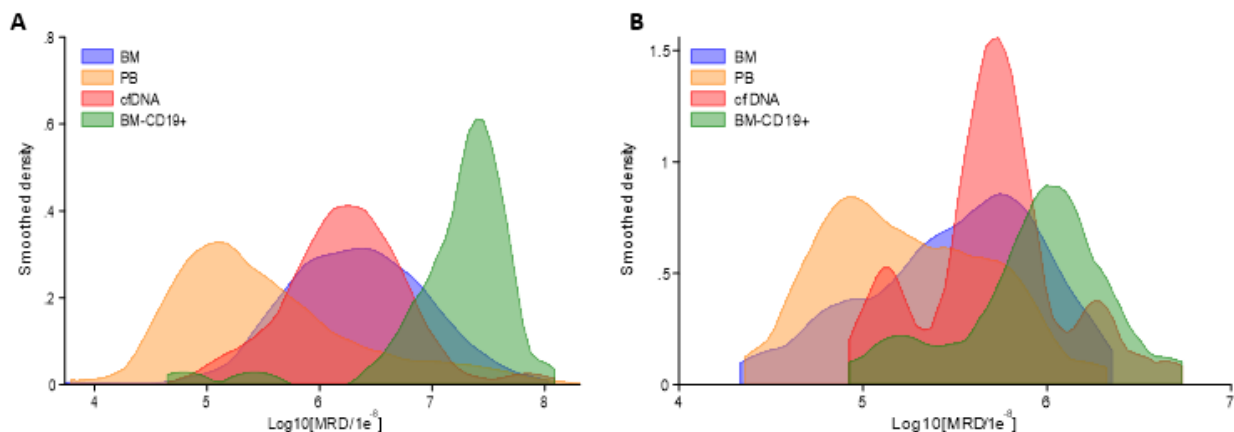 A
.8
BM
PB
cfDNA
BM-CD19+
.6
.4
.2
0
Smoothed density
4 5 6 7 8
Log10[MRD/1e-8]
B
1.5
BM
PB
cfDNA
BM-CD19+
1
.5
0
Smoothed density
4 5 6 7
Log10[MRD/1e-8]